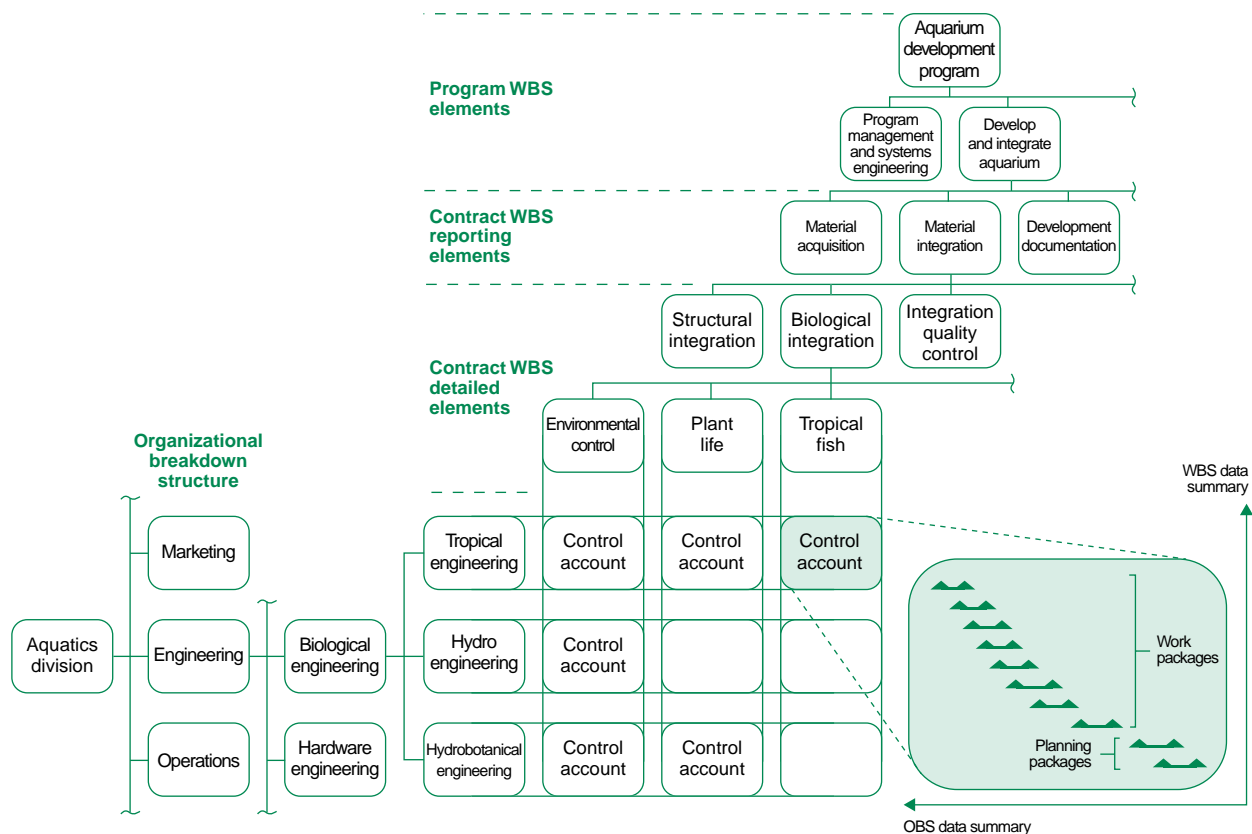 Aquarium
development
program
Program WBS
elements
Program
management
and systems
engineering
Develop
and integrate
aquarium
Contract WBS
reporting
elements
Material
acquisition
Material
integration
Development
documentation
Structural
integration
Biological
integration
Integration
quality
control
Contract WBS
detailed
elements
Environmental
control
Plant
life
Tropical
fish
Organizational
breakdown
structure
WBS data
summary
Marketing
Tropical
engineering
Control
account
Control
account
Control
account
Aquatics
division
Engineering
Biological
engineering
Hydro
engineering
Control
account
Work
packages
Operations
Hardware
engineering
Hydrobotanical
engineering
Control
account
Control
account
Planning
packages
OBS data summary